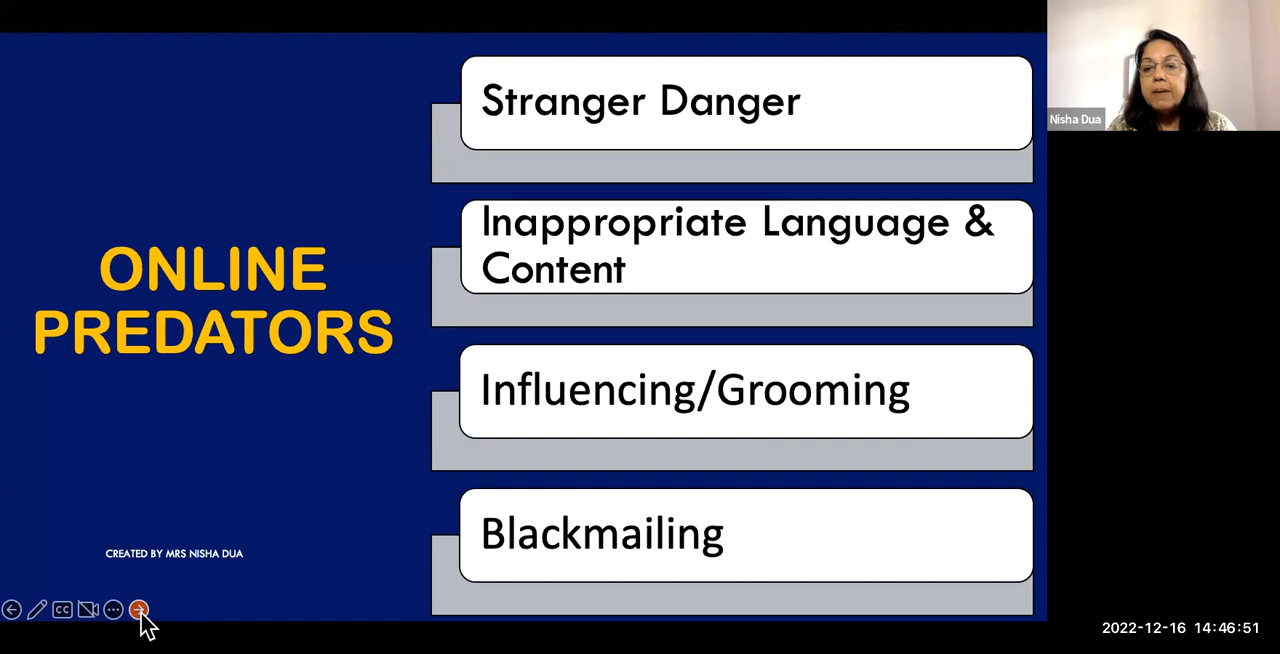 ONLINE
PREDATORS
CREATED BY MRS NISHA DUA
Stranger Danger
Inappropriate Language &
Content
Influencing/Grooming
Blackmailing
CC
Nisha Dua
2022-12-16 14:46:51